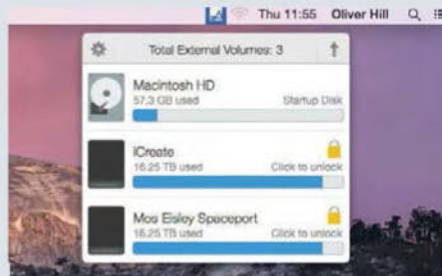 Thu 11:55 Oliver Hill
Total External Volumes: 3
Macintosh HD
57.3 GB used Startup Disk
iCreate
16.25 TB used Click to unlock
Mos Eisley Spaceport
16.25 TB used Click to unlock